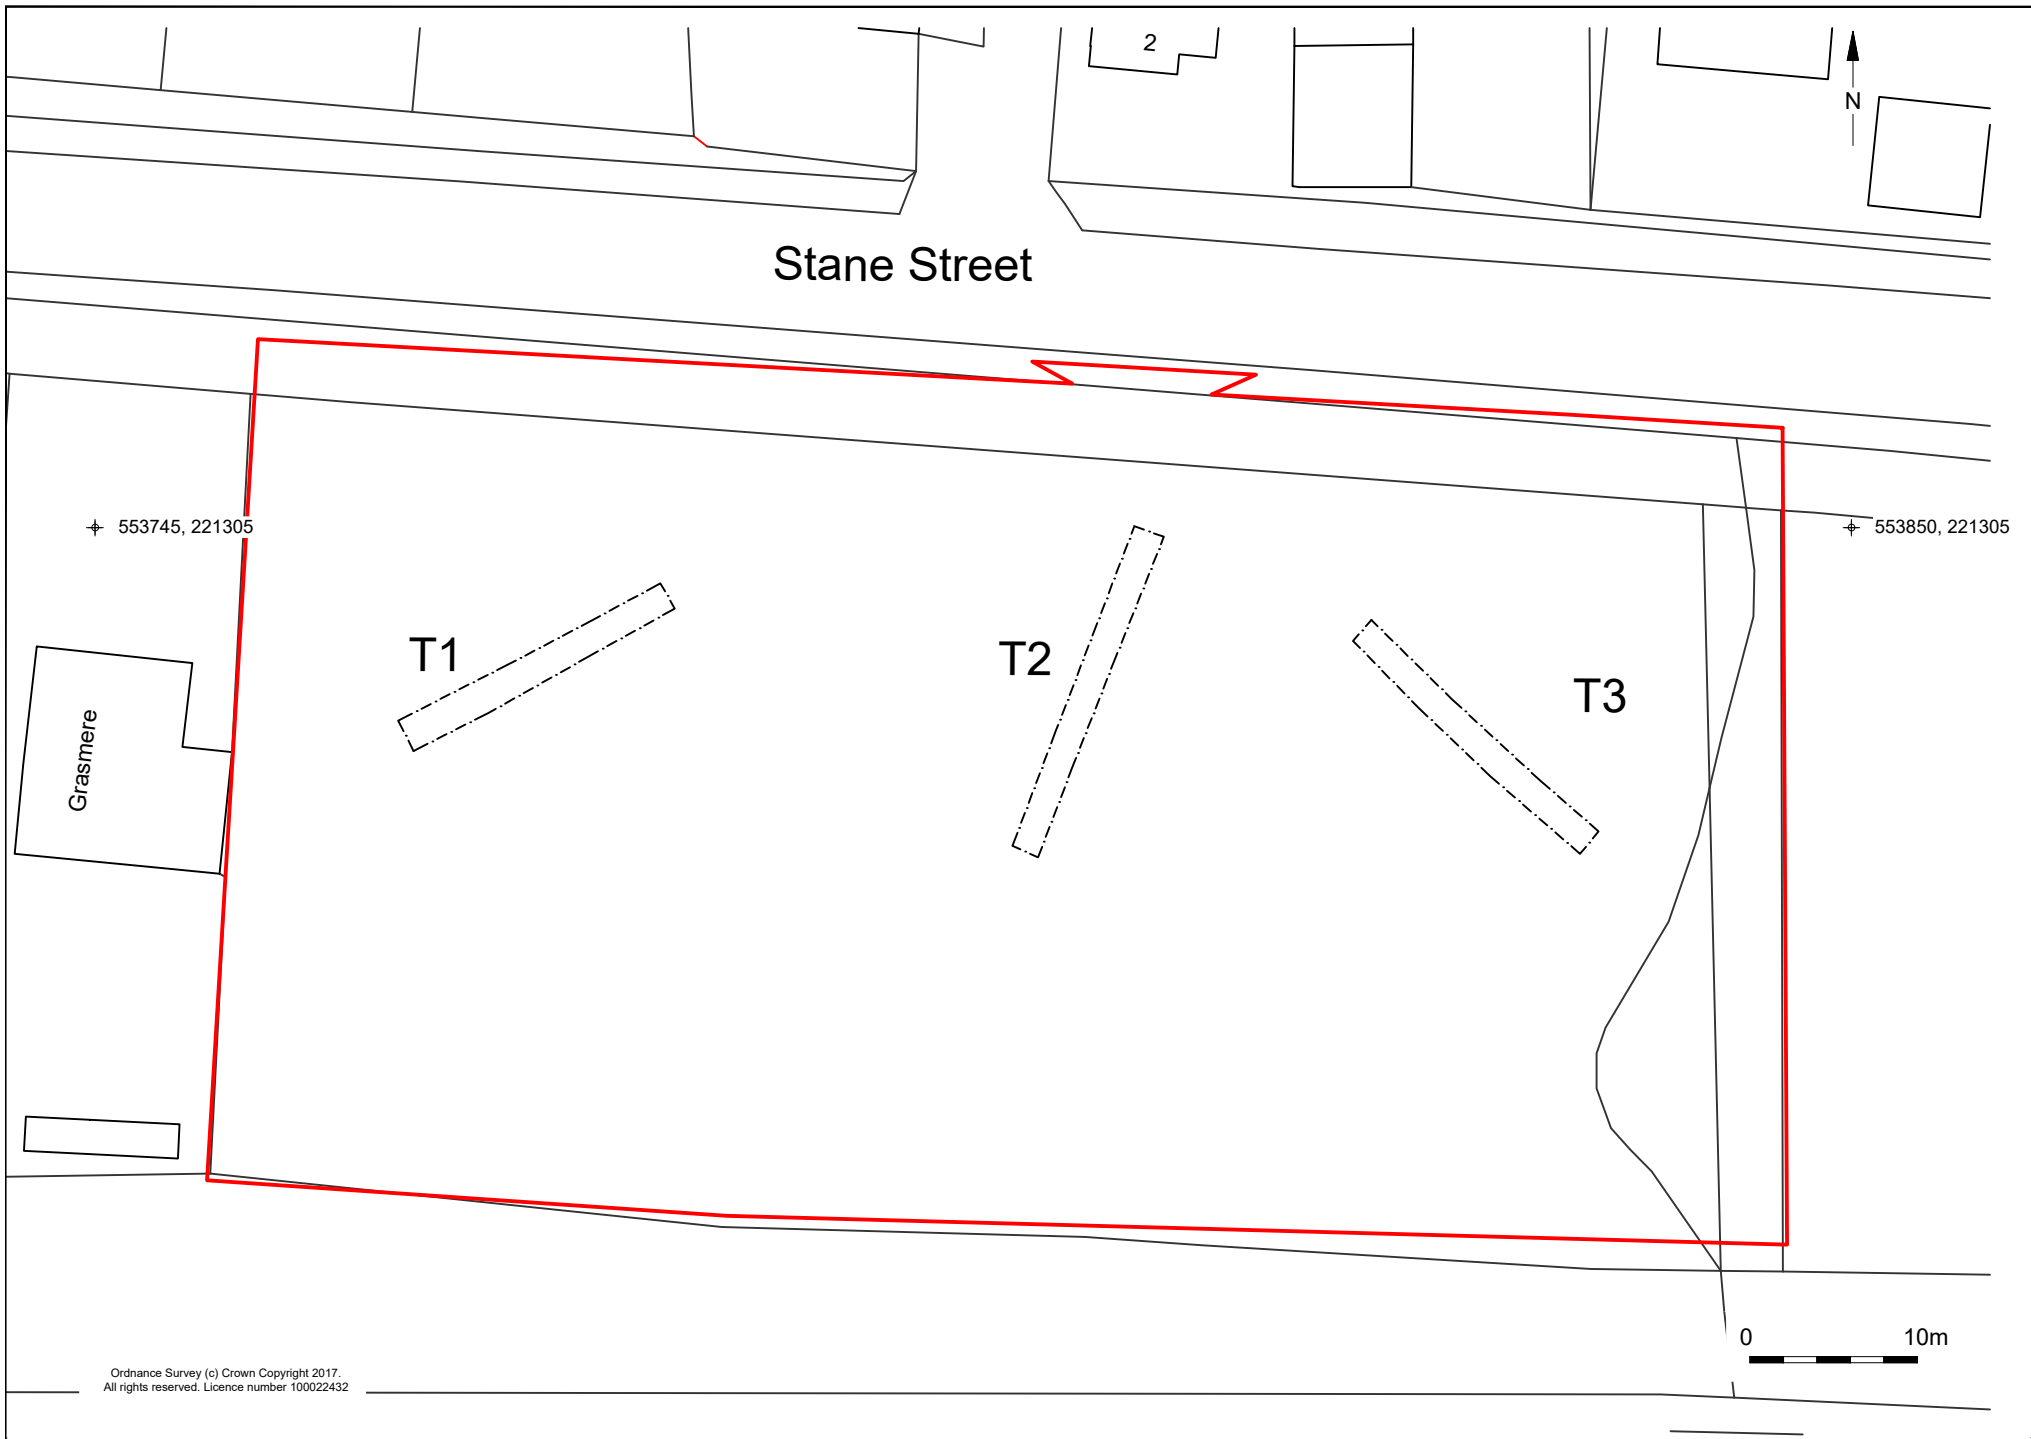 2
N
Stane Street
553745, 221305
553850, 221305
T1
T2
T3
Grasmere
0 10m
Ordnance Survey (c) Crown Copyright 2017.
All rights reserved. Licence number 100022432